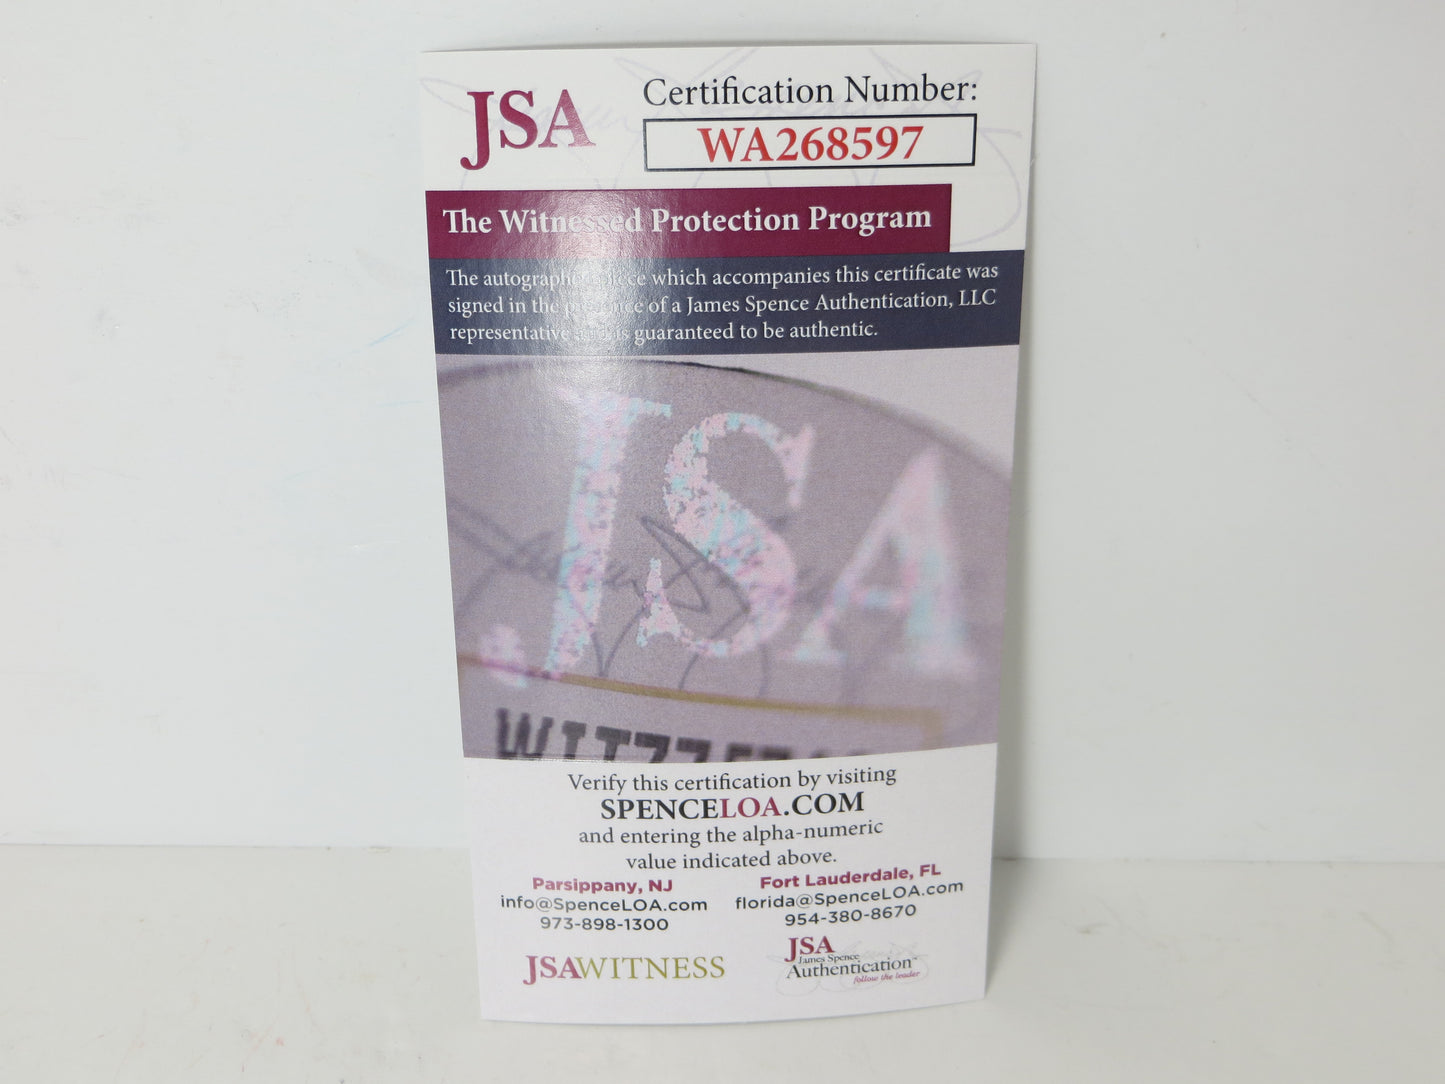 JSA
Certification Number:
WA268597
The Witnessed Protection Program
The autographed piece which accompanies this certificate was
signed in the presence of a James Spence Authentication, LLC
representative and is guaranteed to be authentic.
JSA
Verify this certification by visiting
SPENCELOA.COM
and entering the alpha-numeric
value indicated above.
Parsippany, NJ
info@SpenceLOA.com
973-898-1300
Fort Lauderdale, FL
florida@SpenceLOA.com
954-380-8670
JSAWITNESS
JSA
James Spence
Authentication
follow the leader